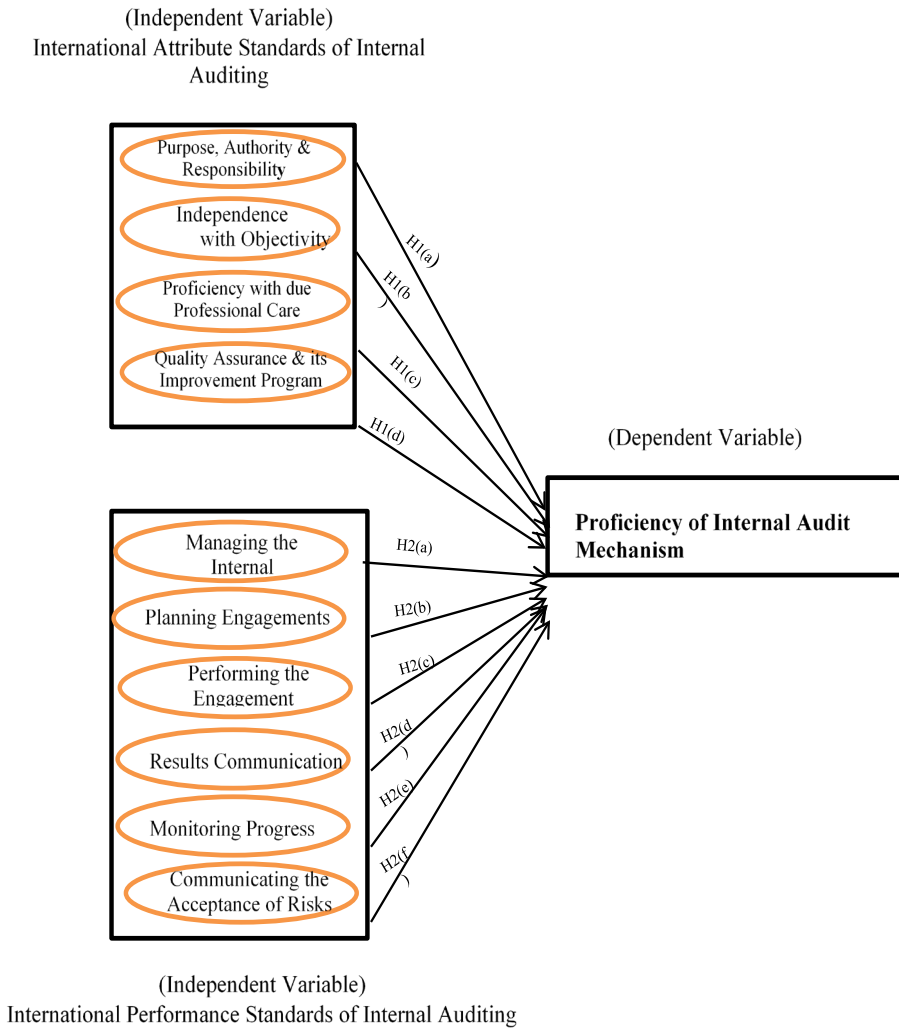 (Independent Variable)
International Attribute Standards of Internal
Auditing
Purpose, Authority &
Responsibility
Independence
with Objectivity
Proficiency with due
Professional Care
Quality Assurance & its
Improvement Program
H1(a)
H1(b
)
H1(c)
H1(d)
(Dependent Variable)
Proficiency of Internal Audit
Mechanism
Managing the
Internal
Planning Engagements
Performing the
Engagement
Results Communication
Monitoring Progress
Communicating the
Acceptance of Risks
H2(a)
H2(b)
H2(c)
H2(d
)
H2(e)
H2(f
)
(Independent Variable)
International Performance Standards of Internal Auditing